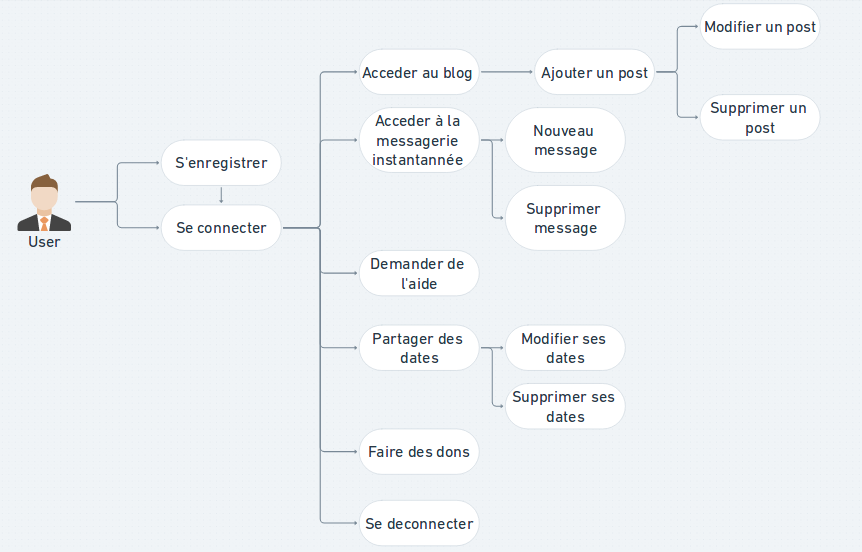 Modifier un post
Acceder au blog
Ajouter un post
Supprimer un
post
Acceder à la
messagerie
instantannée
Nouveau
message
S'enregistrer
Supprimer
message
Se connecter
User
Demander de
l'aide
Partager des
dates
Modifier ses
dates
Supprimer ses
dates
Faire des dons
Se deconnecter